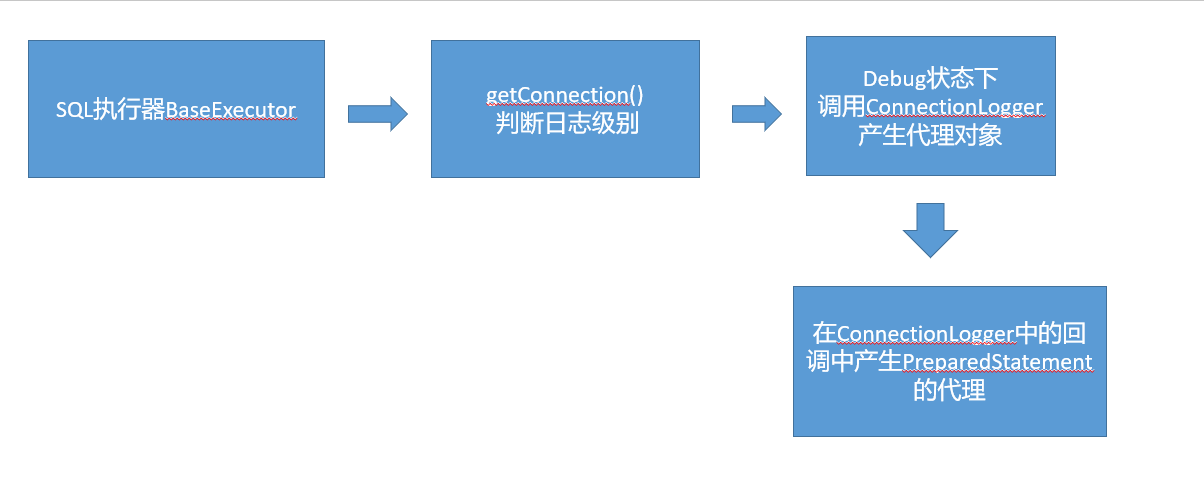 SQL执行器BaseExecutor
getConnection()
判断日志级别
Debug状态下
调用ConnectionLogger
产生代理对象
在ConnectionLogger中的回
调中产生PreparedStatement
的代理